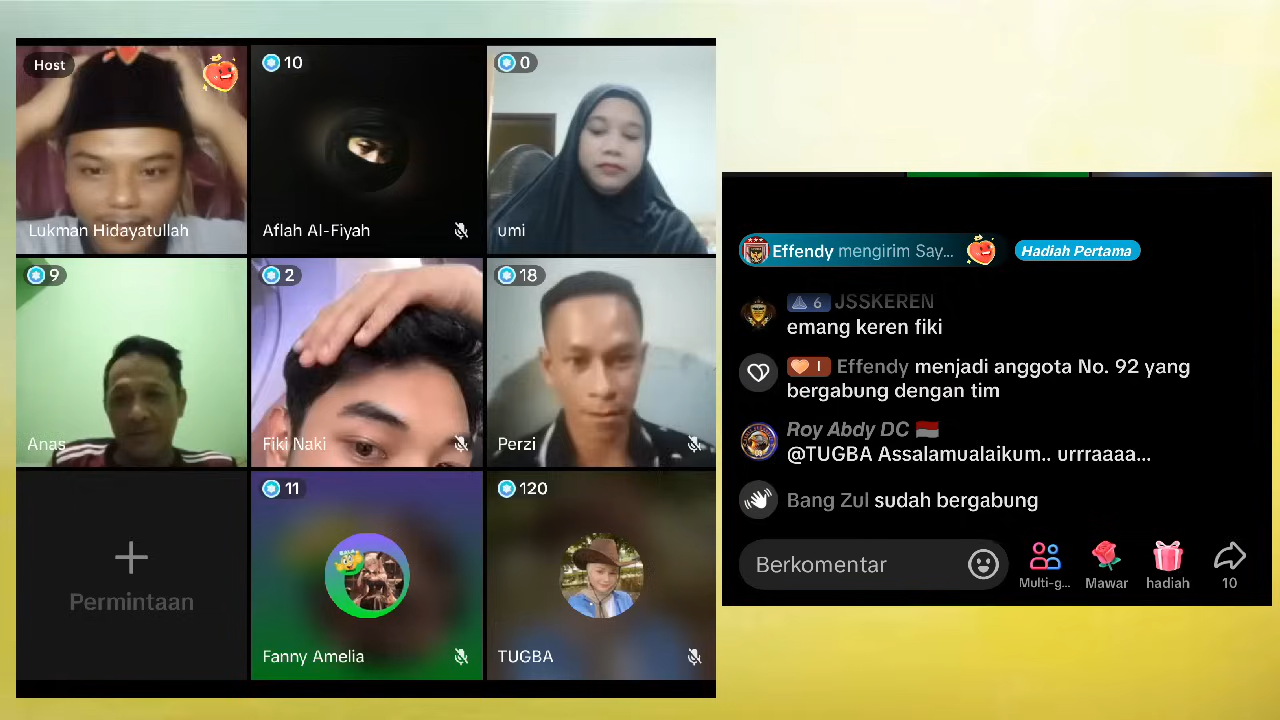 Host
10
0
Lukman Hidayatullah
Aflah Al-Fiyah
umi
9
2
18
Anas
Fiki Naki
Perzi
11
120
Permintaan
Fanny Amelia
TUGBA
Effendy mengirim Say...
Hadiah Pertama
6 JSSKEREN
emang keren fiki
1 Effendy menjadi anggota No. 92 yang
bergabung dengan tim
Roy Abdy DC
@TUGBA Assalamualaikum.. urrraaaa...
Bang Zul sudah bergabung
Berkomentar
Multi-g...
Mawar
hadiah
10